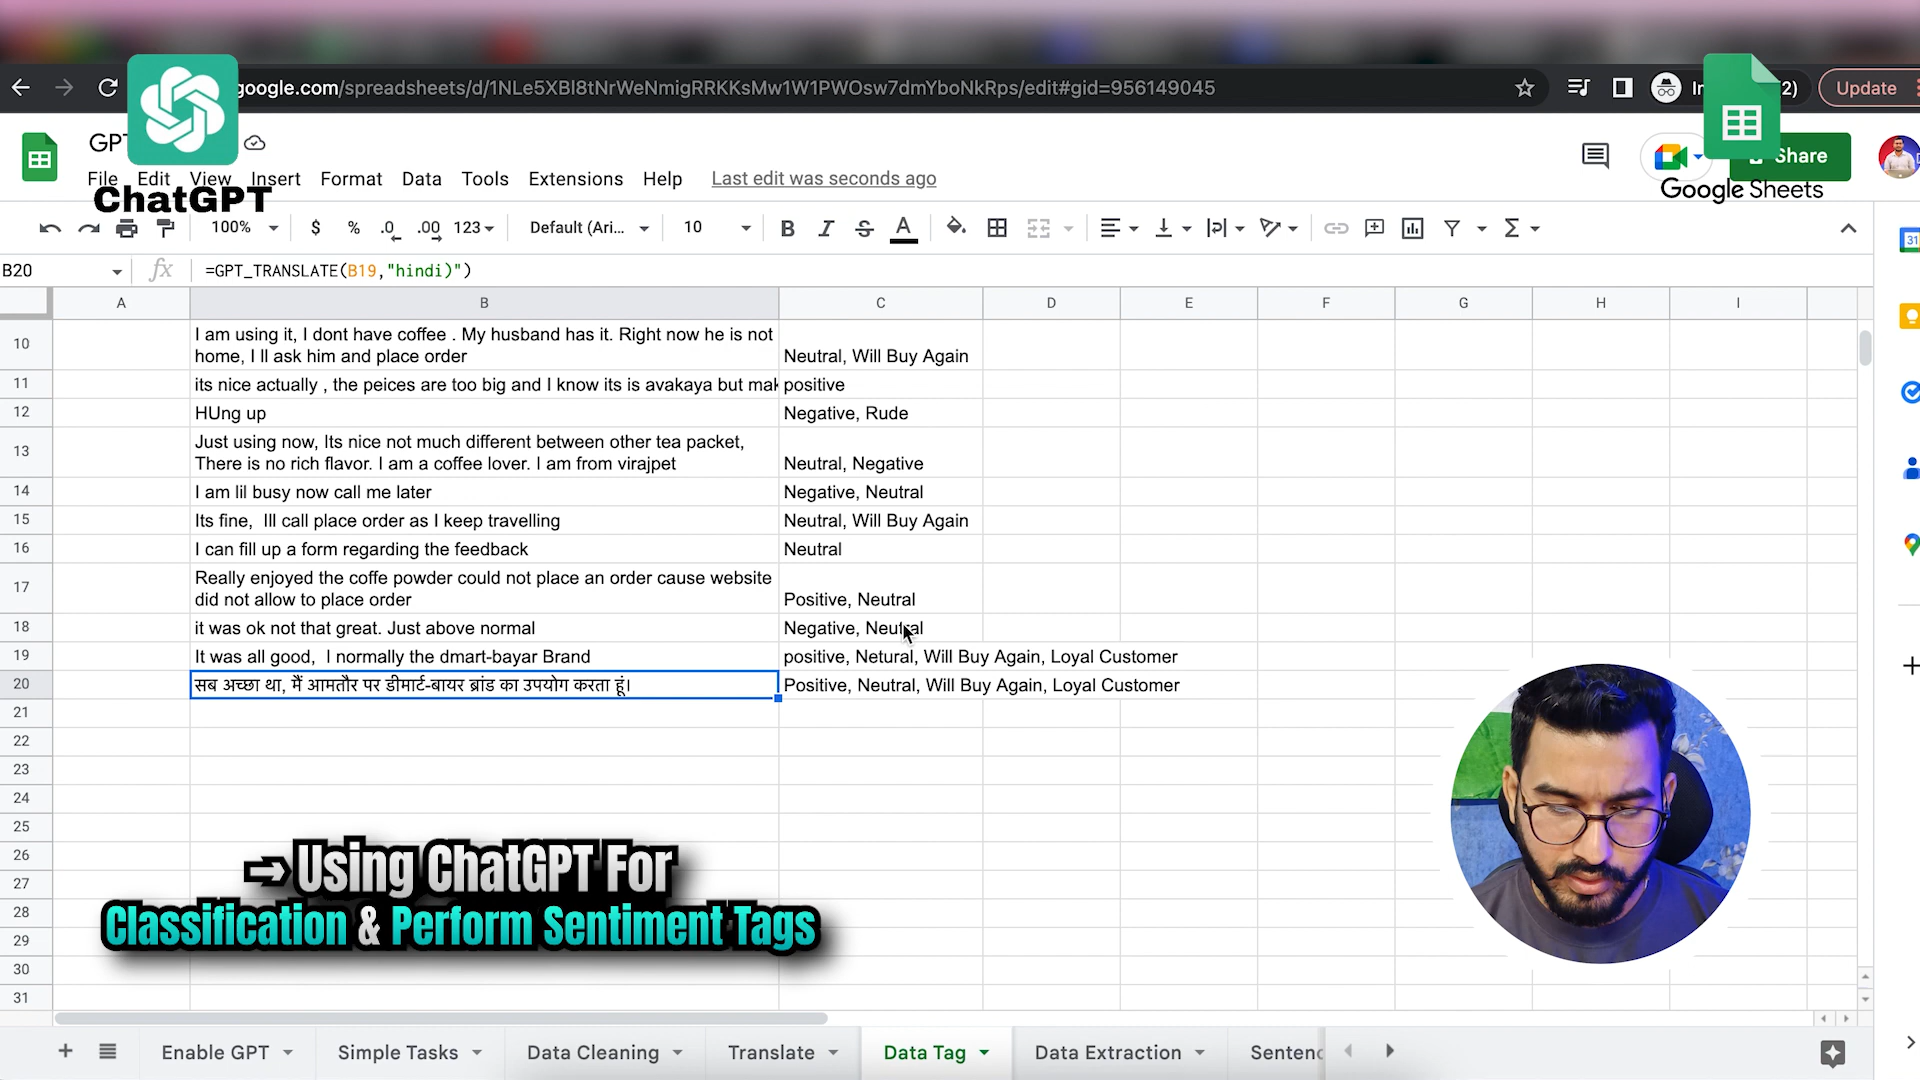 google.com/spreadsheets/d/1NLe5XBl8tNrWeNmigRRKKsMw1W1PWOsw7dmYboNkRps/edit#gid=956149045
Update
GPT
ChatGPT
File Edit View Insert Format Data Tools Extensions Help Last edit was seconds ago
Share
Google Sheets
100% $ % .0 .00 123 Default (Ari... 10 B I S A
B20 fx =GPT_TRANSLATE(B19,"hindi)")
A B C D E F G H I
10 I am using it, I dont have coffee . My husband has it. Right now he is not
home, I ll ask him and place order Neutral, Will Buy Again
11 its nice actually , the peices are too big and I know its is avakaya but mak positive
12 HUng up Negative, Rude
13 Just using now, Its nice not much different between other tea packet,
There is no rich flavor. I am a coffee lover. I am from virajpet Neutral, Negative
14 I am lil busy now call me later Negative, Neutral
15 Its fine, Ill call place order as I keep travelling Neutral, Will Buy Again
16 I can fill up a form regarding the feedback Neutral
17 Really enjoyed the coffe powder could not place an order cause website
did not allow to place order Positive, Neutral
18 it was ok not that great. Just above normal Negative, Neutral
19 It was all good, I normally the dmart-bayar Brand positive, Netural, Will Buy Again, Loyal Customer
20 सब अच्छा था, मैं आमतौर पर डीमार्ट-बायर ब्रांड का उपयोग करता हूं। Positive, Neutral, Will Buy Again, Loyal Customer
21
22
23
24
25
26
27
28
29
30
31
➩ Using ChatGPT For
Classification & Perform Sentiment Tags
Enable GPT Simple Tasks Data Cleaning Translate Data Tag Data Extraction Sentenc